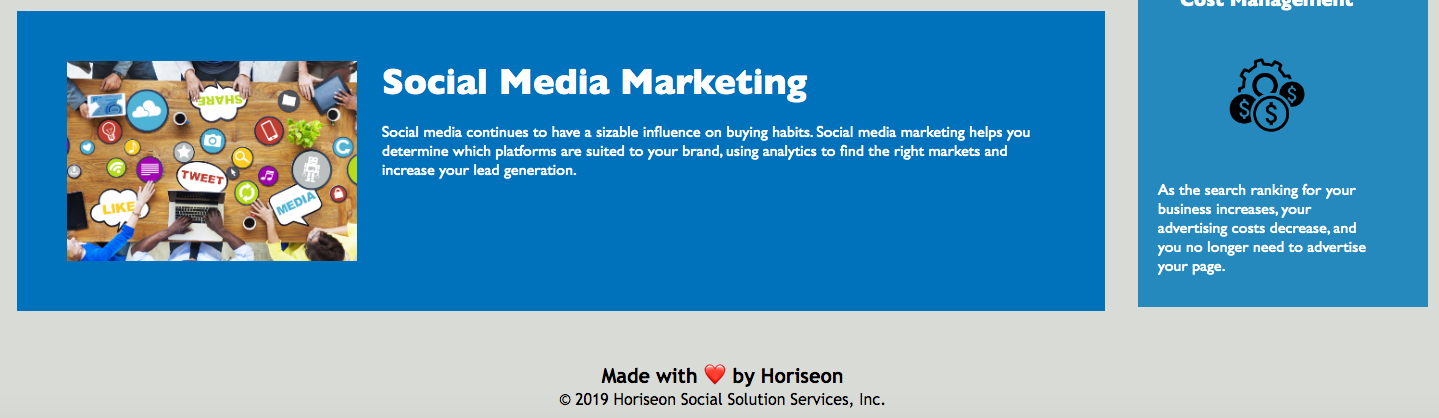 Cost Management
SHARE
TWEET
LIKE
MEDIA
Social Media Marketing
Social media continues to have a sizable influence on buying habits. Social media marketing helps you
determine which platforms are suited to your brand, using analytics to find the right markets and
increase your lead generation.
$
$
$
As the search ranking for your
business increases, your
advertising costs decrease, and
you no longer need to advertise
your page.
Made with ❤️ by Horiseon
© 2019 Horiseon Social Solution Services, Inc.